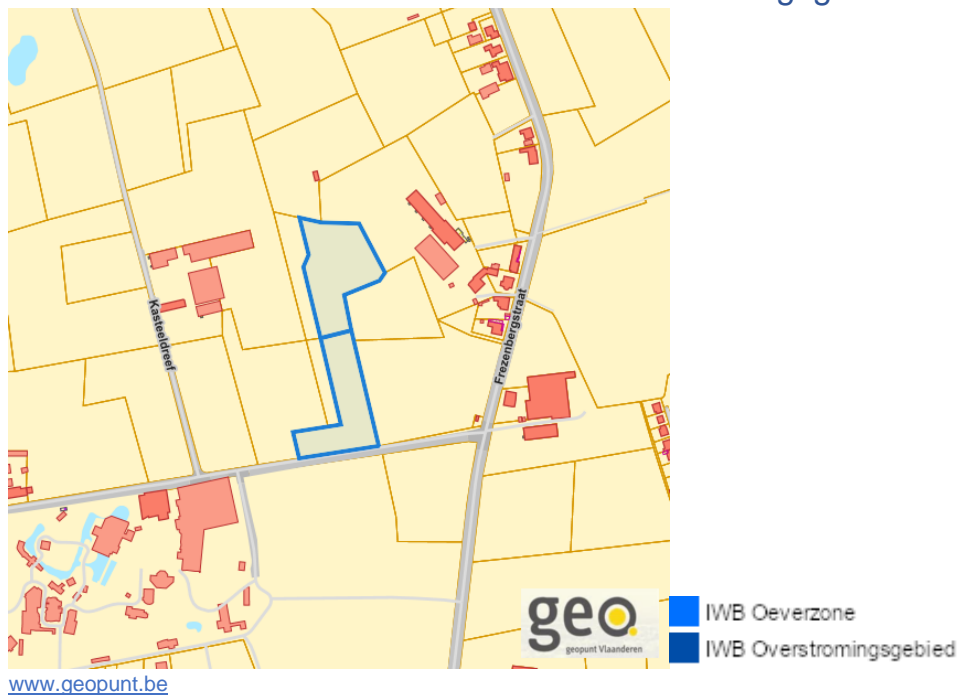 Kasteeldreef
Frezenbergstraat
geo
geopunt Vlaanderen
IWB Oeverzone
IWB Overstromingsgebied
www.geopunt.be